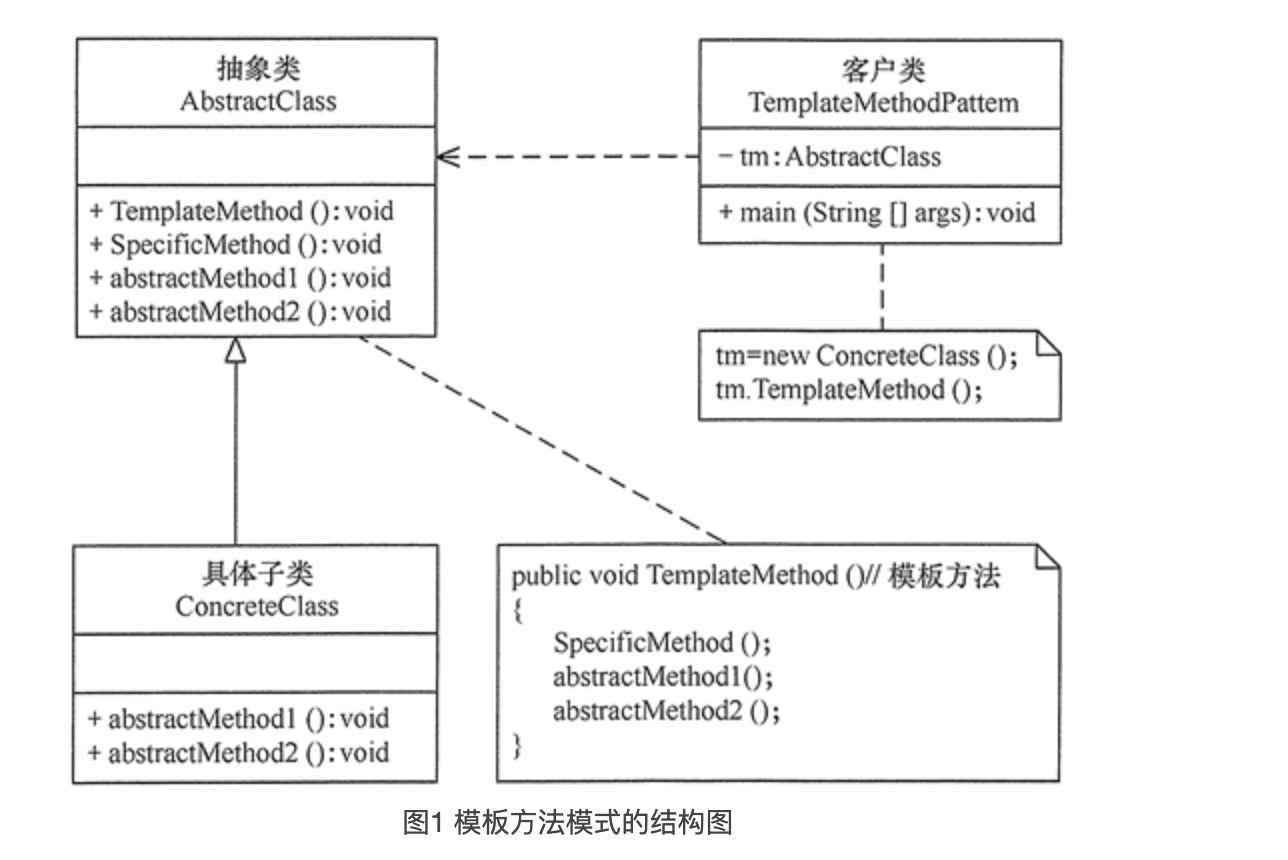 抽象类
AbstractClass
+ TemplateMethod ():void
+ SpecificMethod ():void
+ abstractMethod1 ():void
+ abstractMethod2 ():void
客户类
TemplateMethodPattem
− tm:AbstractClass
+ main (String [] args):void
tm=new ConcreteClass ();
tm.TemplateMethod ();
具体子类
ConcreteClass
+ abstractMethod1 ():void
+ abstractMethod2 ():void
public void TemplateMethod ()// 模板方法
{
SpecificMethod ();
abstractMethod1();
abstractMethod2 ();
}
图1 模板方法模式的结构图